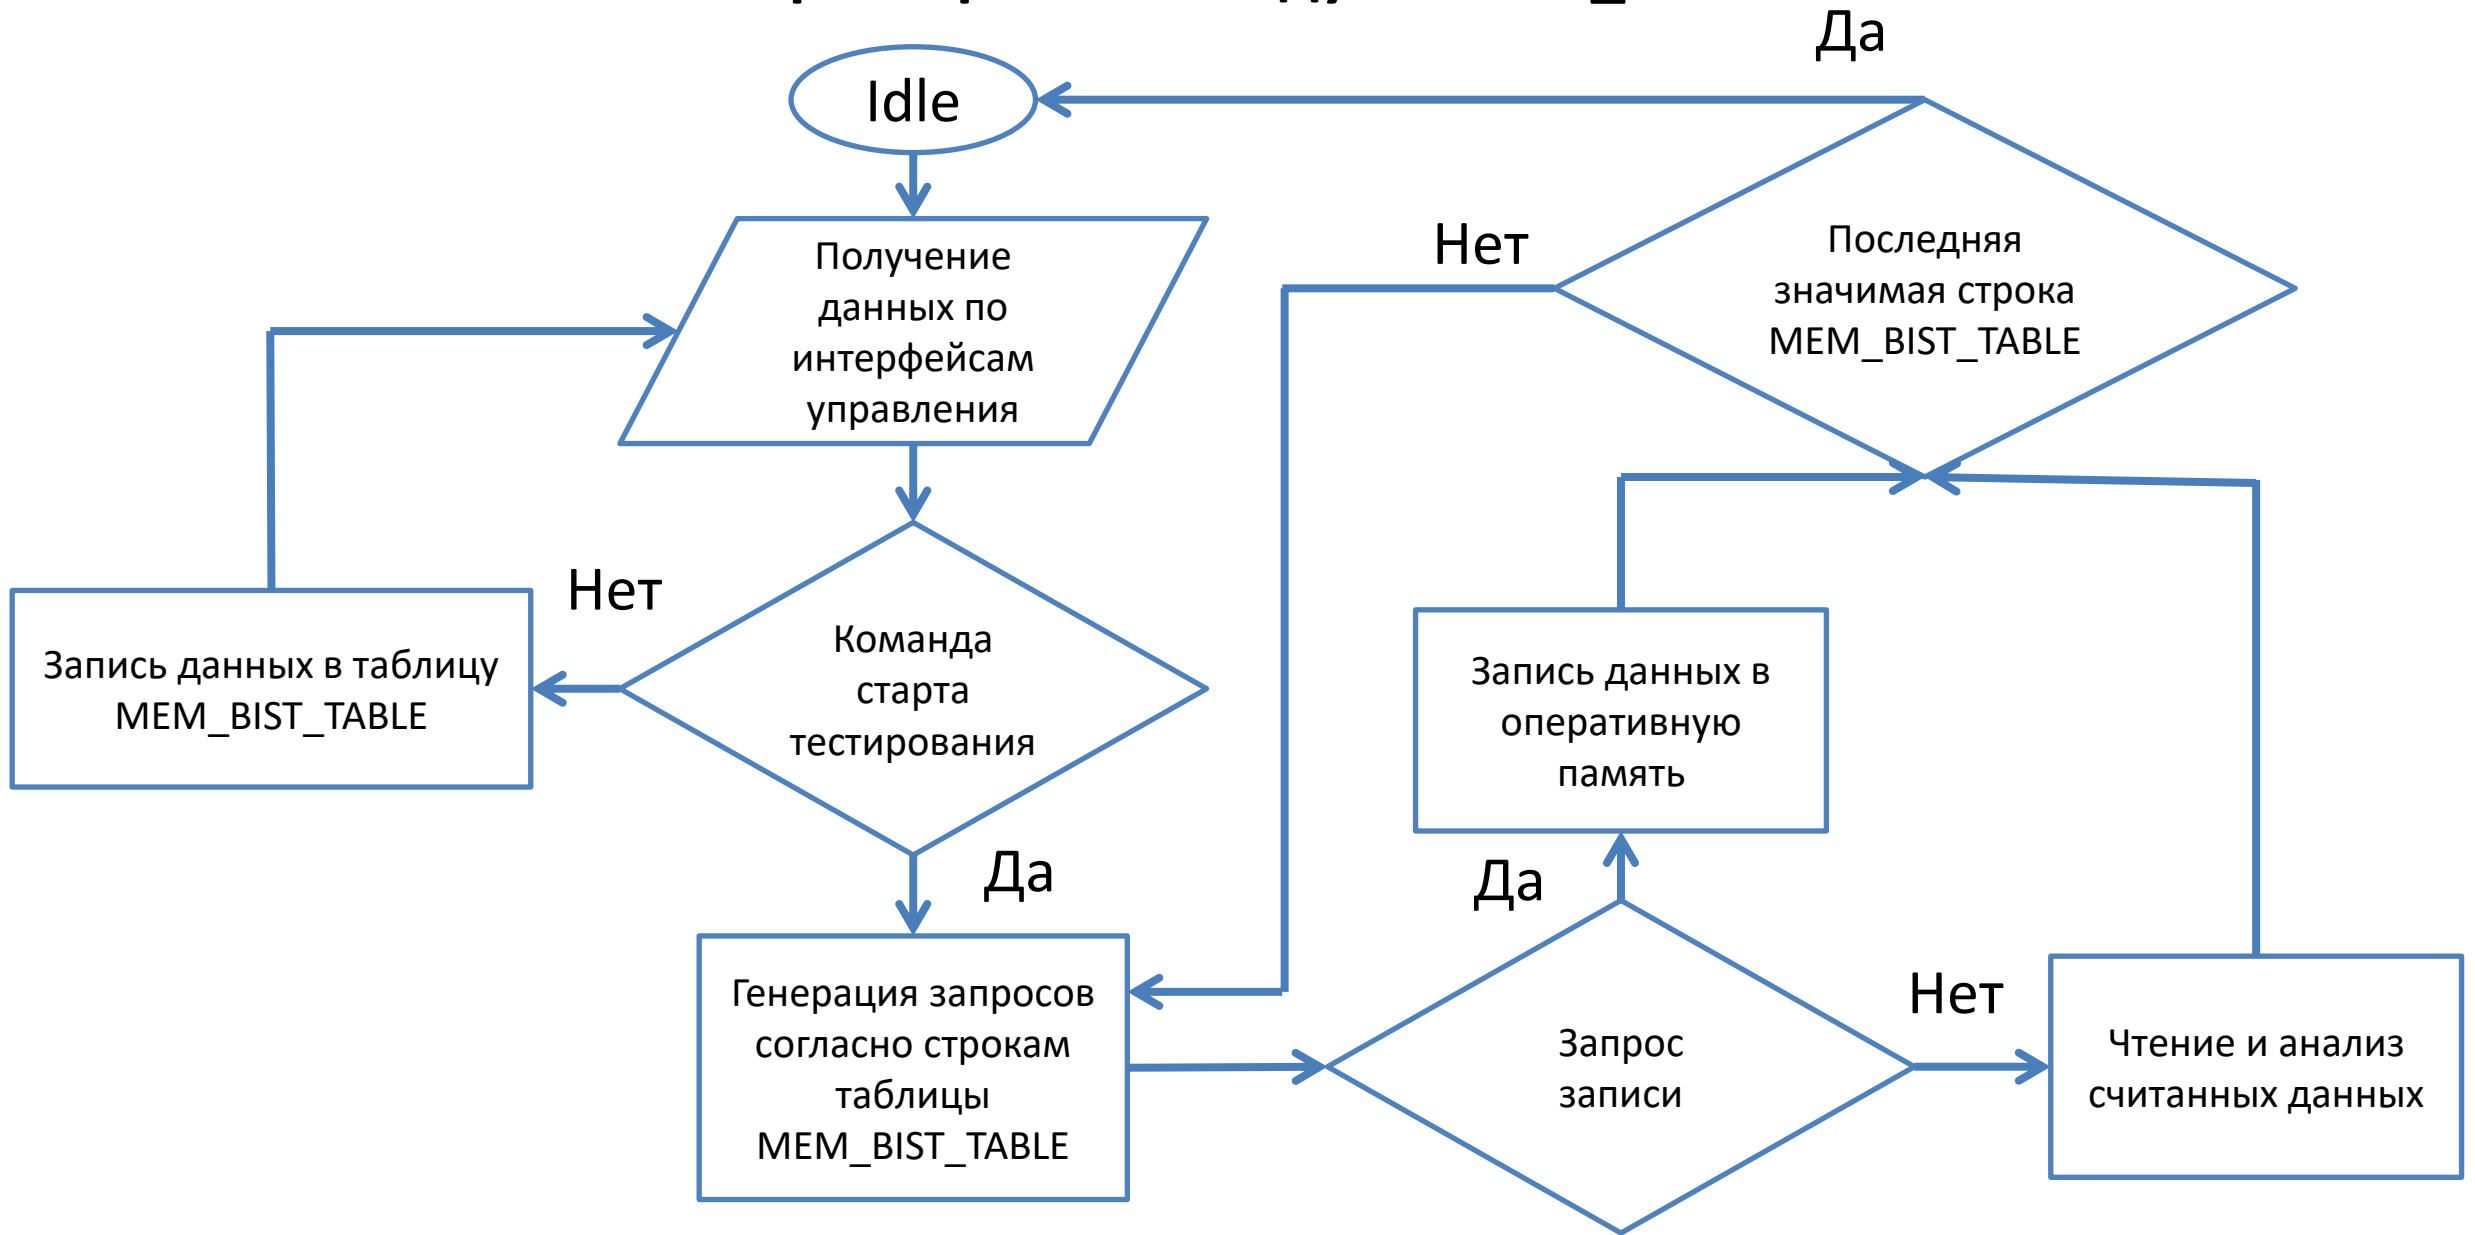 Да
Idle
Получение
данных по
интерфейсам
управления
Нет
Последняя
значимая строка
MEM_BIST_TABLE
Нет
Запись данных в таблицу
MEM_BIST_TABLE
Команда
старта
тестирования
Запись данных в
оперативную
память
Да
Да
Генерация запросов
согласно строкам
таблицы
MEM_BIST_TABLE
Запрос
записи
Нет
Чтение и анализ
считанных данных